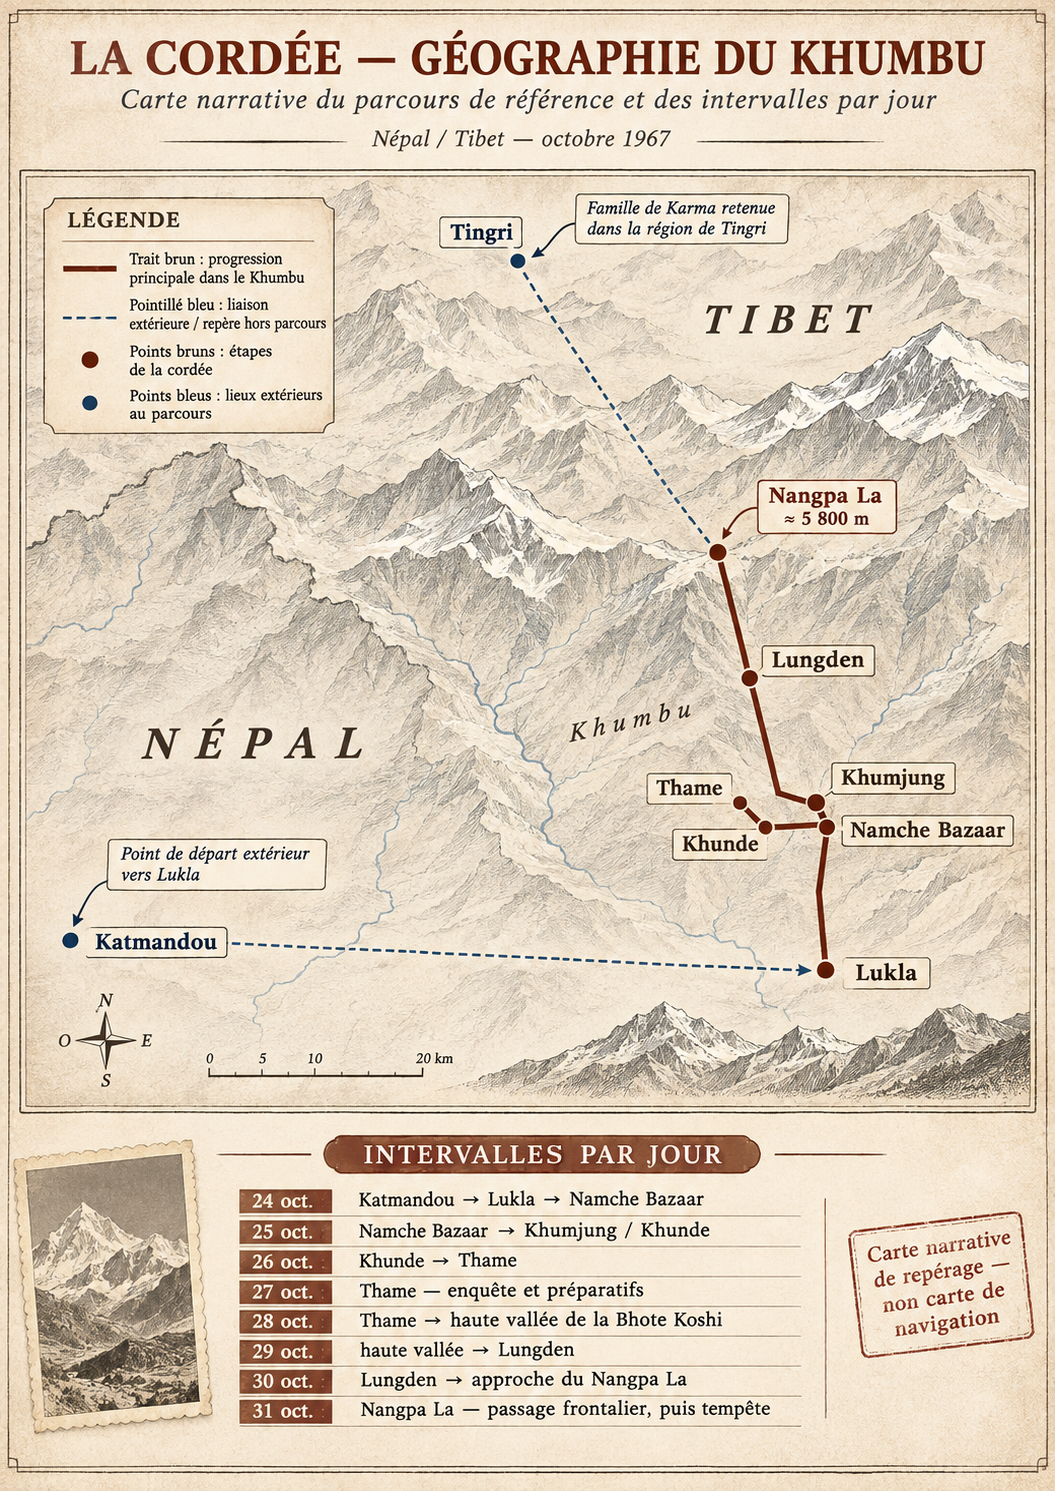 LA CORDÉE — GÉOGRAPHIE DU KHUMBU
Carte narrative du parcours de référence et des intervalles par jour
Népal / Tibet — octobre 1967
LÉGENDE
Trait brun : progression
principale dans le Khumbu
Pointillé bleu : liaison
extérieure / repère hors parcours
Points bruns : étapes
de la cordée
Points bleus : lieux extérieurs
au parcours
Tingri
Famille de Karma retenue
dans la région de Tingri
TIBET
Nangpa La
≈ 5 800 m
Lungden
Khumbu
NÉPAL
Thame
Khumjung
Khunde
Namche Bazaar
Point de départ extérieur
vers Lukla
Katmandou
Lukla
N
O E
S
0 5 10 20 km
INTERVALLES PAR JOUR
24 oct. Katmandou → Lukla → Namche Bazaar
25 oct. Namche Bazaar → Khumjung / Khunde
26 oct. Khunde → Thame
27 oct. Thame — enquête et préparatifs
28 oct. Thame → haute vallée de la Bhote Koshi
29 oct. haute vallée → Lungden
30 oct. Lungden → approche du Nangpa La
31 oct. Nangpa La — passage frontalier, puis tempête
Carte narrative
de repérage —
non carte de
navigation